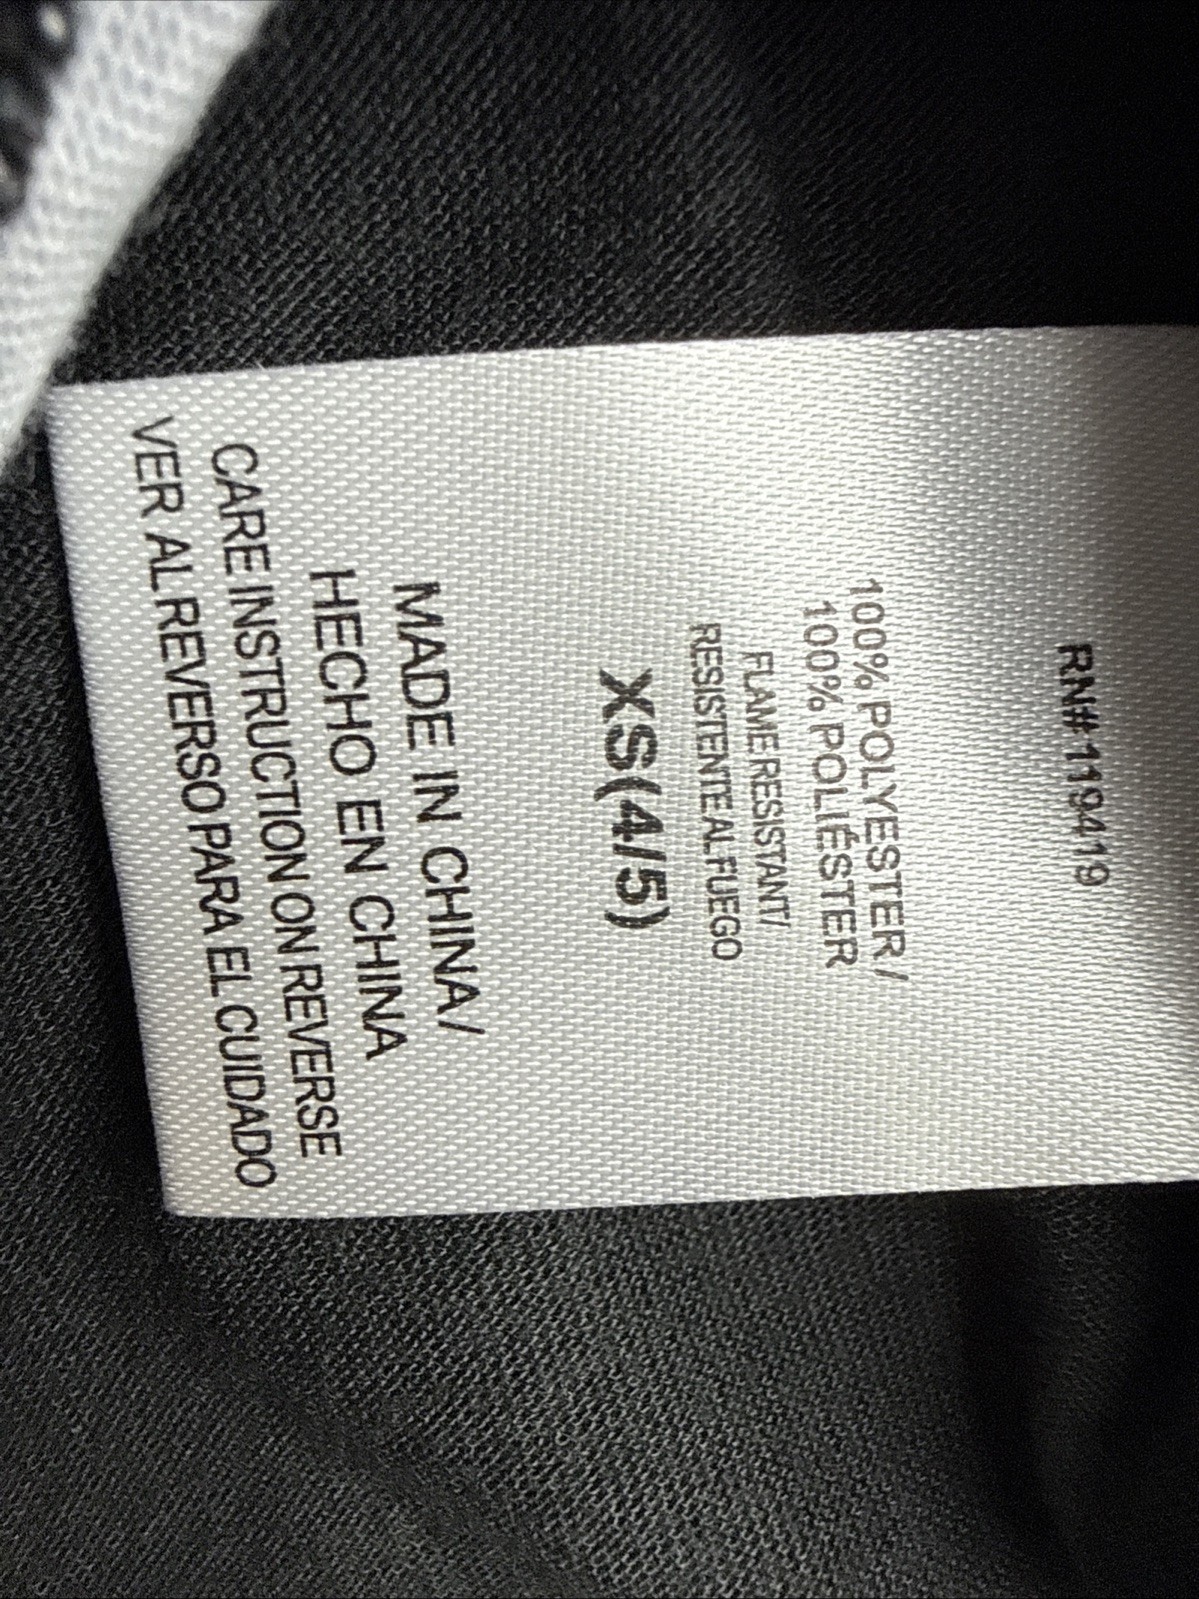 RN# 119419
100% POLYESTER /
100% POLIÉSTER
FLAME RESISTANT/
RESISTENTE AL FUEGO
XS(4/5)
MADE IN CHINA /
HECHO EN CHINA
CARE INSTRUCTION ON REVERSE
VER AL REVERSO PARA EL CUIDADO